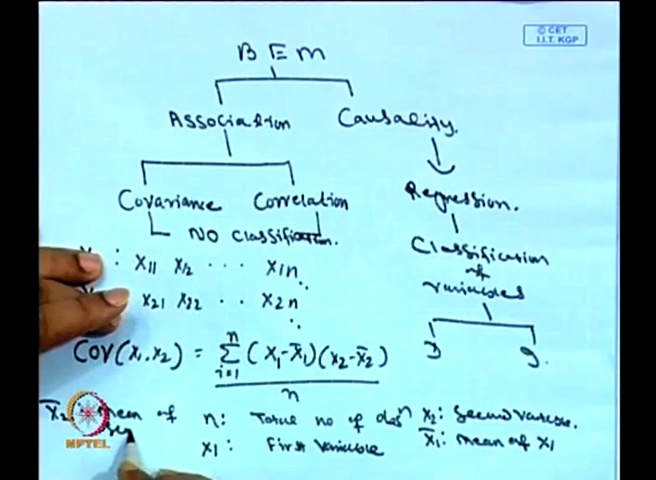 © CET
I.I.T. KGP
BEM
Association Causality.
Covariance Correlation Regression.
NO Classification. Classification
of
variables
: X11 X12 . . . X1n
X21 X22 . . X2n
D
COV(X1.X2) = n∑i=1 (X1-X̄1)(X2-X̄2)
n
X̄2 Mean of n: no of X2: Second Variable.
X1: First Variable X̄1: Mean of X1
NPTEL